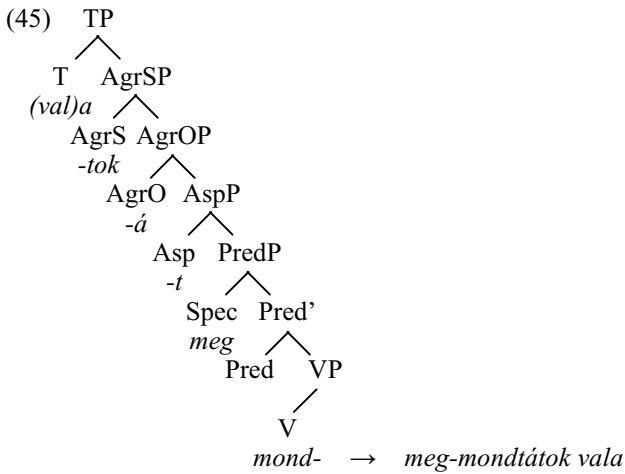 (45) TP
T AgrSP
(val)a
AgrS AgrOP
-tok
AgrO AspP
-á
Asp PredP
-t
Spec Pred’
meg
Pred VP
V
mond- → meg-mondtátok vala